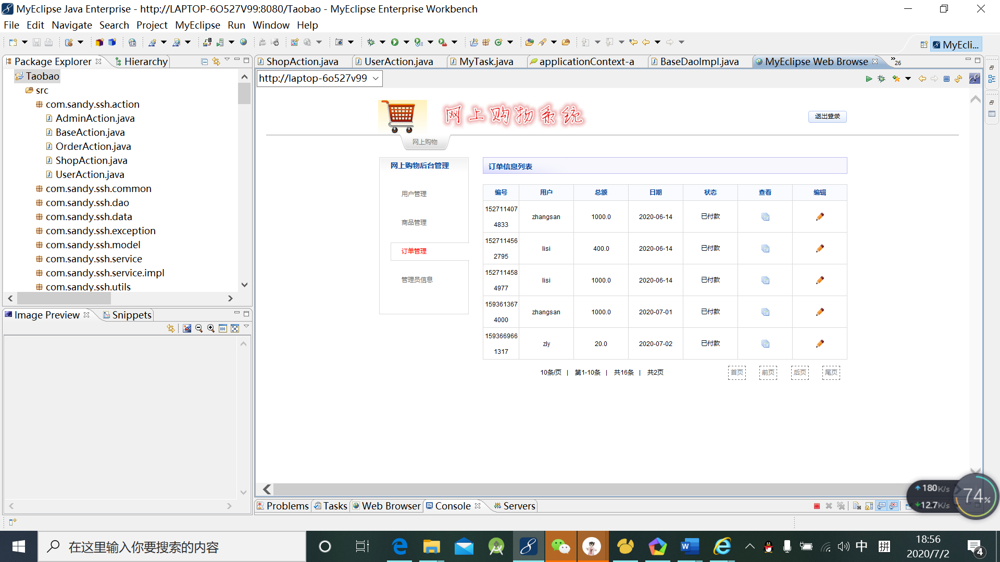 MyEclipse Java Enterprise - http://LAPTOP-6O527V99:8080/Taobao - MyEclipse Enterprise Workbench
File Edit Navigate Search Project MyEclipse Run Window Help
MyEcli...
Package Explorer Hierarchy
ShopAction.java UserAction.java MyTask.java applicationContext-a BaseDaoImpl.java MyEclipse Web Browse »26
http://laptop-6o527v99
Taobao
src
com.sandy.ssh.action
AdminAction.java
BaseAction.java
OrderAction.java
ShopAction.java
UserAction.java
com.sandy.ssh.common
com.sandy.ssh.dao
com.sandy.ssh.data
com.sandy.ssh.exception
com.sandy.ssh.model
com.sandy.ssh.service
com.sandy.ssh.service.impl
com.sandy.ssh.utils
Image Preview Snippets
网上购物系统
退出登录
网上购物
网上购物后台管理
用户管理
商品管理
订单管理
管理员信息
订单信息列表
编号 用户 总额 日期 状态 查看 编辑
152711407
4833 zhangsan 1000.0 2020-06-14 已付款
152711456
2795 lisi 400.0 2020-06-14 已付款
152711458
4977 lisi 1000.0 2020-06-14 已付款
159361367
4000 zhangsan 1000.0 2020-07-01 已付款
159366966
1317 zly 20.0 2020-07-02 已付款
10条/页 | 第1-10条 | 共16条 | 共2页 首页 前页 后页 尾页
Problems Tasks Web Browser Console Servers
180K/s
12.7K/s
74%
在这里输入你要搜索的内容
中 拼
18:56
2020/7/2
4